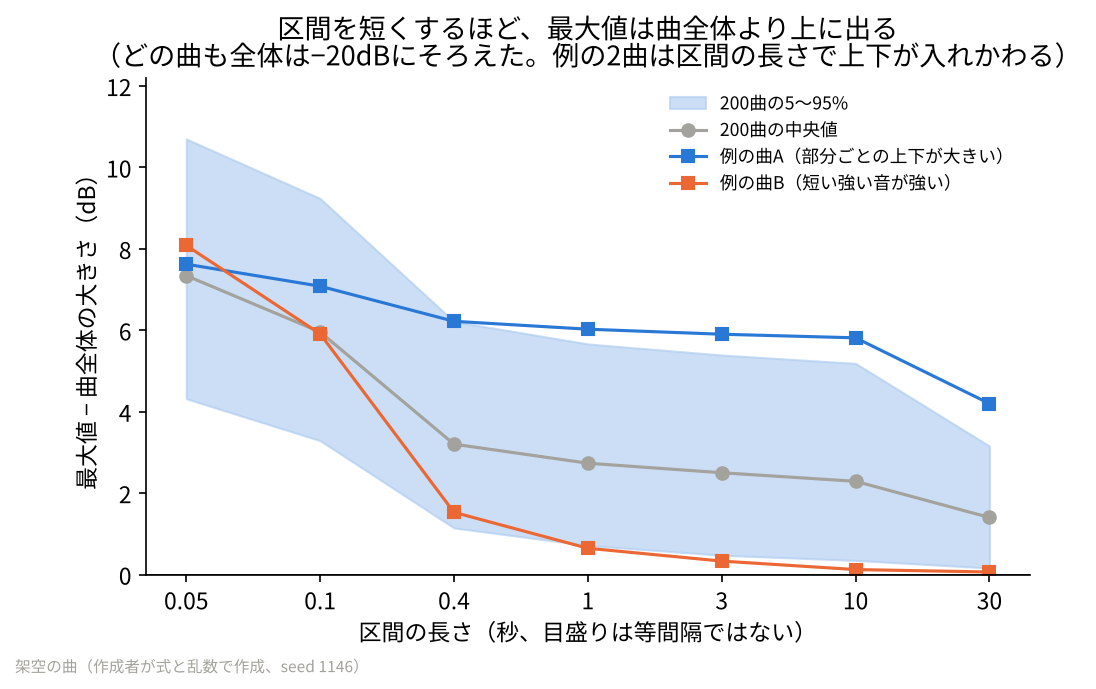 区間を短くするほど、最大値は曲全体より上に出る
（どの曲も全体は−20dBにそろえた。例の2曲は区間の長さで上下が入れかわる）
200曲の5〜95%
200曲の中央値
例の曲A（部分ごとの上下が大きい）
例の曲B（短い強い音が強い）
最大値 − 曲全体の大きさ（dB）
12
10
8
6
4
2
0
0.05 0.1 0.4 1 3 10 30
区間の長さ（秒、目盛りは等間隔ではない）
架空の曲（作成者が式と乱数で作成、seed 1146）